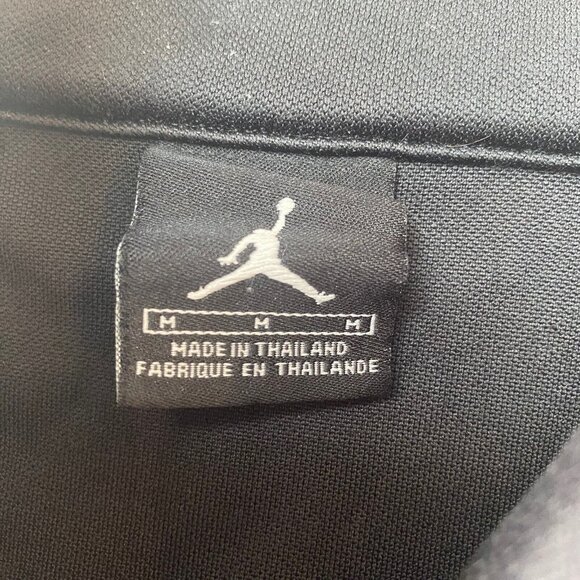 M M M
MADE IN THAILAND
FABRIQUE EN THAILANDE